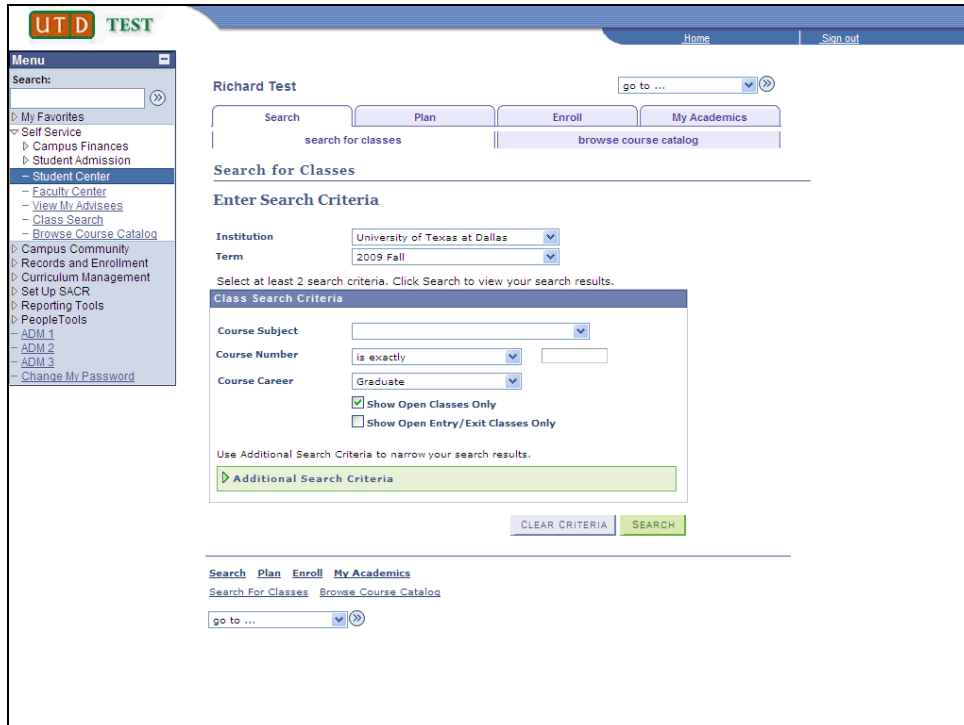 UTD TEST
Home Sign out
Menu
Search:
My Favorites
Self Service
Campus Finances
Student Admission
– Student Center
– Faculty Center
– View My Advisees
– Class Search
– Browse Course Catalog
Campus Community
Records and Enrollment
Curriculum Management
Set Up SACR
Reporting Tools
PeopleTools
– ADM 1
– ADM 2
– ADM 3
– Change My Password
Richard Test
go to ...
Search Plan Enroll My Academics
search for classes browse course catalog
Search for Classes
Enter Search Criteria
Institution University of Texas at Dallas
Term 2009 Fall
Select at least 2 search criteria. Click Search to view your search results.
Class Search Criteria
Course Subject
Course Number is exactly
Course Career Graduate
Show Open Classes Only
Show Open Entry/Exit Classes Only
Use Additional Search Criteria to narrow your search results.
Additional Search Criteria
CLEAR CRITERIA SEARCH
Search Plan Enroll My Academics
Search For Classes Browse Course Catalog
go to ...